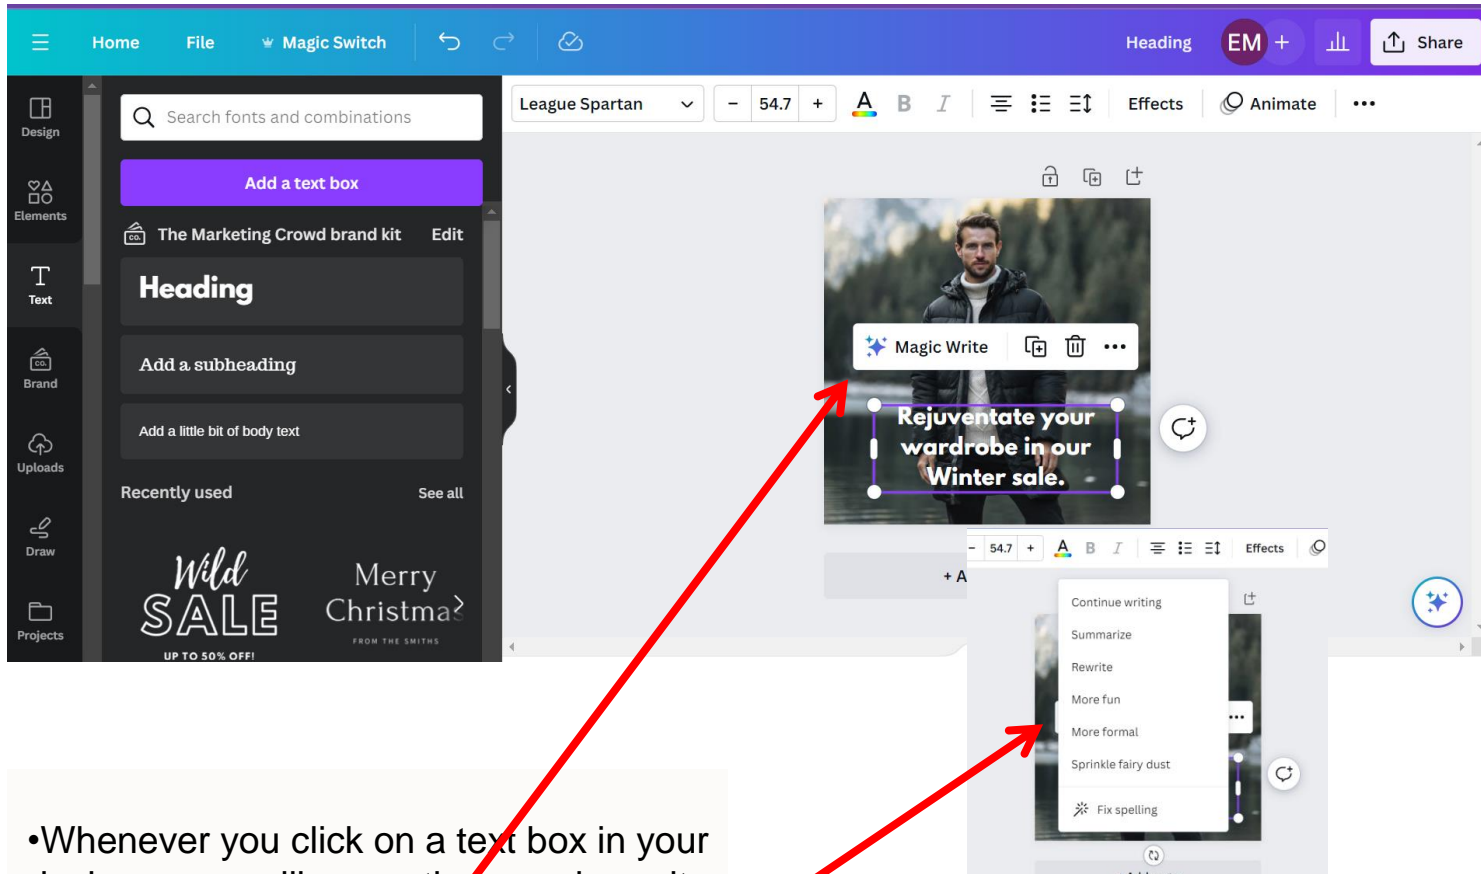 Home File Magic Switch Heading EM + Share
Design
Elements
Text
Brand
Uploads
Draw
Projects
Search fonts and combinations
Add a text box
CO. The Marketing Crowd brand kit Edit
Heading
Add a subheading
Add a little bit of body text
Recently used See all
Wild
SALE
UP TO 50% OFF!
Merry
Christmas
FROM THE SMITHS
League Spartan - 54.7 + A B I Effects Animate
Magic Write
Rejuventate your
wardrobe in our
Winter sale.
+ A
- 54.7 + A B I Effects
Continue writing
Summarize
Rewrite
More fun
More formal
Sprinkle fairy dust
Fix spelling
•Whenever you click on a text box in your